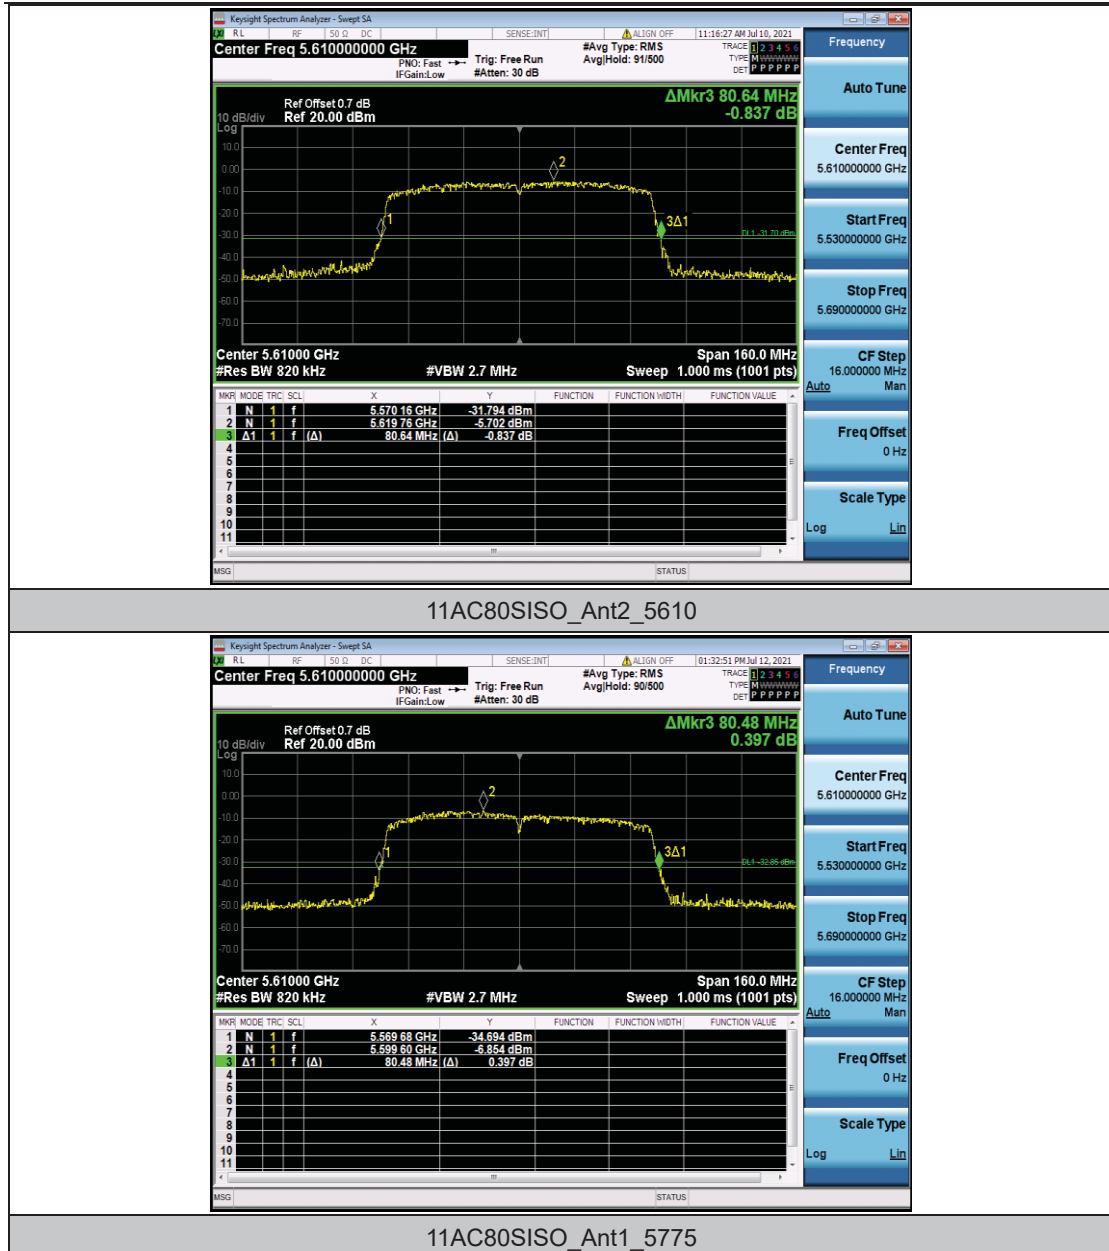 Keysight Spectrum Analyzer - Swept SA
LXI RL RF 50 Ω DC SENSE:INT ALIGN OFF 11:16:27 AM Jul 10, 2021
Center Freq 5.610000000 GHz
PNO: Fast
IFGain:Low
Trig: Free Run
#Atten: 30 dB
#Avg Type: RMS
Avg|Hold: 91/500
TRACE 1 2 3 4 5 6
TYPE M WWWWW
DET P P P P P P
ΔMkr3 80.64 MHz
-0.837 dB
10 dB/div
Log
Ref Offset 0.7 dB
Ref 20.00 dBm
10.0
0.00
-10.0
-20.0
-30.0
-40.0
-50.0
-60.0
-70.0
1
2
3Δ1
DL1 -31.70 dBm
Center 5.61000 GHz Span 160.0 MHz
#Res BW 820 kHz #VBW 2.7 MHz Sweep 1.000 ms (1001 pts)
MKR MODE TRC SCL X Y FUNCTION FUNCTION WIDTH FUNCTION VALUE
1 N 1 f 5.570 16 GHz -31.794 dBm
2 N 1 f 5.619 76 GHz -5.702 dBm
3 Δ1 1 f (Δ) 80.64 MHz (Δ) -0.837 dB
4
5
6
7
8
9
10
11
MSG STATUS
Frequency
Auto Tune
Center Freq
5.610000000 GHz
Start Freq
5.530000000 GHz
Stop Freq
5.690000000 GHz
CF Step
16.000000 MHz
Auto Man
Freq Offset
0 Hz
Scale Type
Log Lin
11AC80SISO_Ant2_5610
Keysight Spectrum Analyzer - Swept SA
LXI RL RF 50 Ω DC SENSE:INT ALIGN OFF 01:32:51 PM Jul 12, 2021
Center Freq 5.610000000 GHz
PNO: Fast
IFGain:Low
Trig: Free Run
#Atten: 30 dB
#Avg Type: RMS
Avg|Hold: 90/500
TRACE 1 2 3 4 5 6
TYPE M WWWWW
DET P P P P P P
ΔMkr3 80.48 MHz
0.397 dB
10 dB/div
Log
Ref Offset 0.7 dB
Ref 20.00 dBm
10.0
0.00
-10.0
-20.0
-30.0
-40.0
-50.0
-60.0
-70.0
1
2
3Δ1
DL1 -32.85 dBm
Center 5.61000 GHz Span 160.0 MHz
#Res BW 820 kHz #VBW 2.7 MHz Sweep 1.000 ms (1001 pts)
MKR MODE TRC SCL X Y FUNCTION FUNCTION WIDTH FUNCTION VALUE
1 N 1 f 5.569 68 GHz -34.694 dBm
2 N 1 f 5.599 60 GHz -6.854 dBm
3 Δ1 1 f (Δ) 80.48 MHz (Δ) 0.397 dB
4
5
6
7
8
9
10
11
MSG STATUS
Frequency
Auto Tune
Center Freq
5.610000000 GHz
Start Freq
5.530000000 GHz
Stop Freq
5.690000000 GHz
CF Step
16.000000 MHz
Auto Man
Freq Offset
0 Hz
Scale Type
Log Lin
11AC80SISO_Ant1_5775